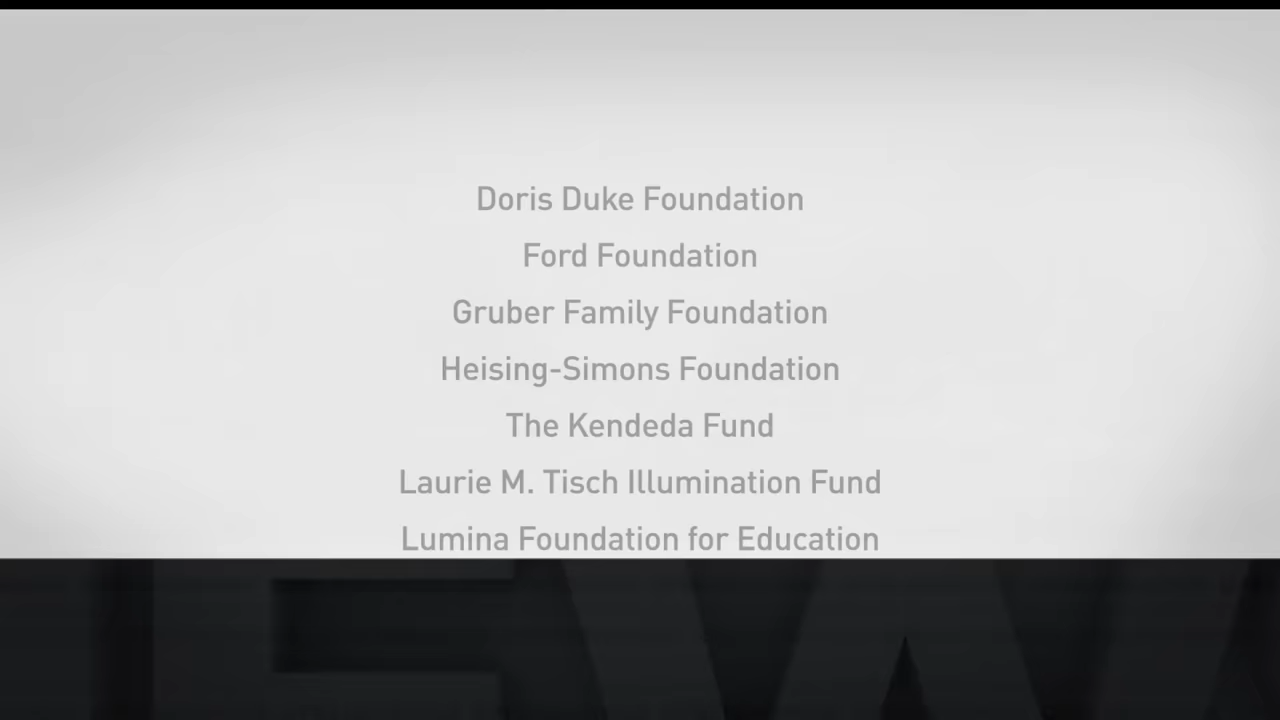 Doris Duke Foundation
Ford Foundation
Gruber Family Foundation
Heising-Simons Foundation
The Kendeda Fund
Laurie M. Tisch Illumination Fund
Lumina Foundation for Education